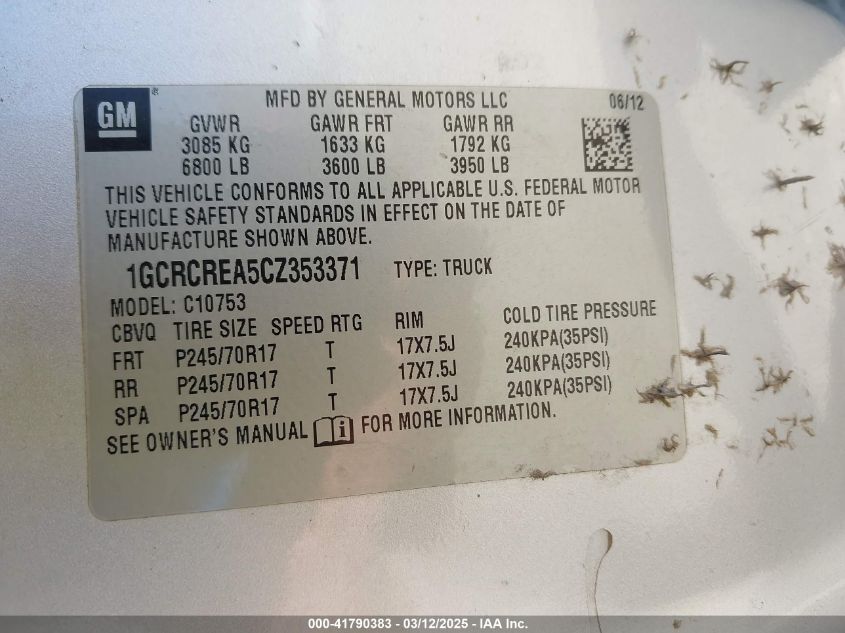 GM ® MFD BY GENERAL MOTORS LLC 06/12
GVWR GAWR FRT GAWR RR
3085 KG 1633 KG 1792 KG
6800 LB 3600 LB 3950 LB
THIS VEHICLE CONFORMS TO ALL APPLICABLE U.S. FEDERAL MOTOR
VEHICLE SAFETY STANDARDS IN EFFECT ON THE DATE OF
MANUFACTURE SHOWN ABOVE.
1GCRCREA5CZ353371 TYPE: TRUCK
MODEL: C10753
CBVQ TIRE SIZE SPEED RTG RIM COLD TIRE PRESSURE
FRT P245/70R17 T 17X7.5J 240KPA(35PSI)
RR P245/70R17 T 17X7.5J 240KPA(35PSI)
SPA P245/70R17 T 17X7.5J 240KPA(35PSI)
SEE OWNER'S MANUAL i FOR MORE INFORMATION.
000-41790383 - 03/12/2025 - IAA Inc.